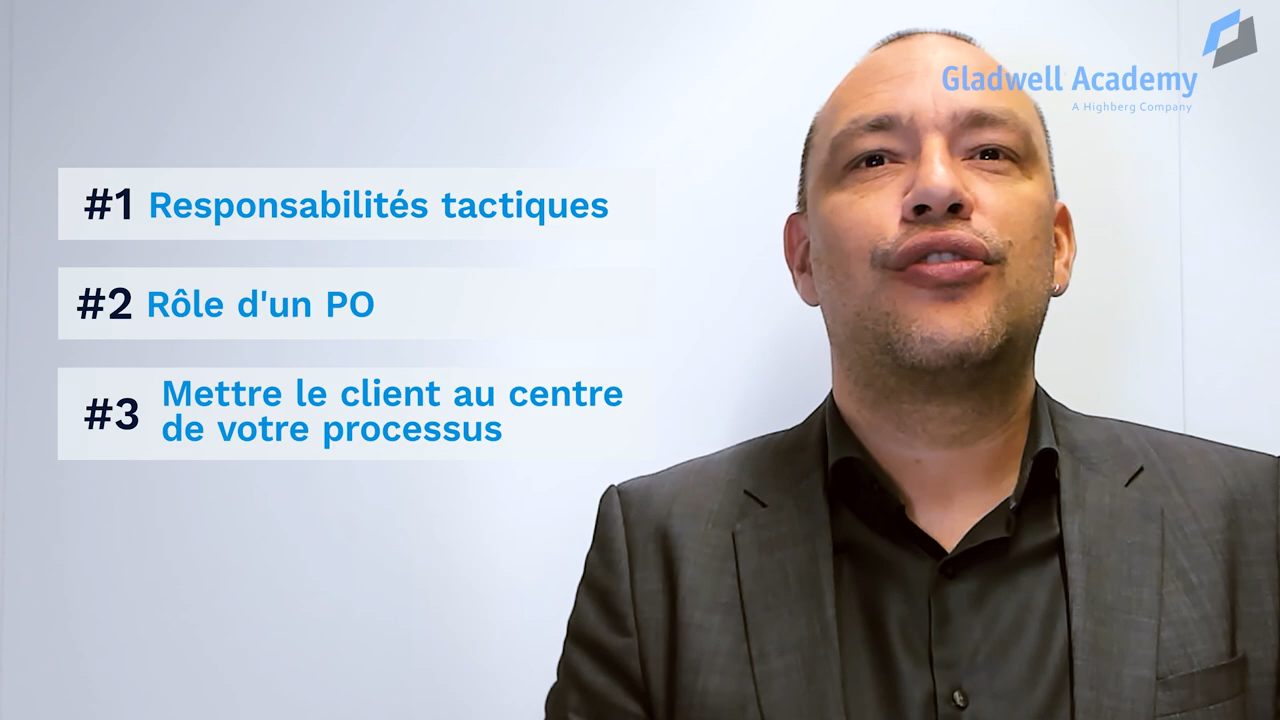 Gladwell Academy
A Highberg Company
#1 Responsabilités tactiques
#2 Rôle d'un PO
#3 Mettre le client au centre
de votre processus